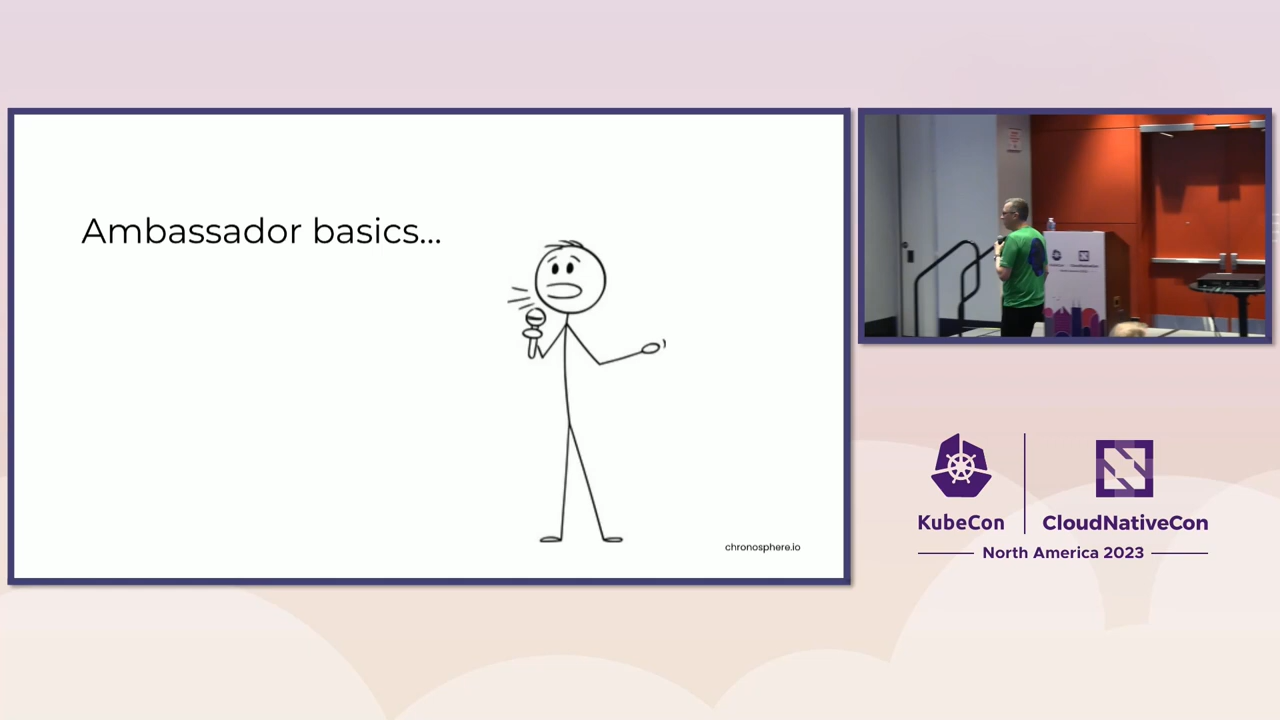 Ambassador basics...
chronosphere.io
KubeCon
CloudNativeCon
North America 2023